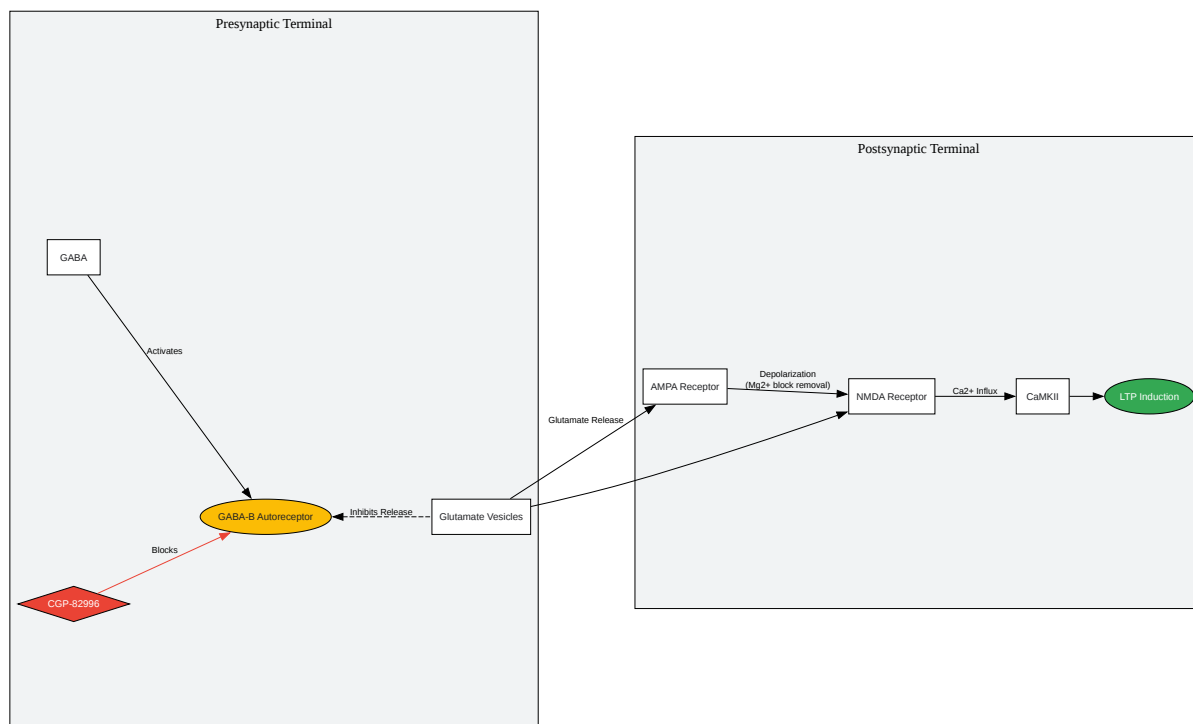 Presynaptic Terminal
Postsynaptic Terminal
GABA
Activates
AMPA Receptor
Depolarization
(Mg2+ block removal)
NMDA Receptor
Ca2+ Influx
CaMKII
LTP Induction
Glutamate Release
GABA-B Autoreceptor
Inhibits Release
Glutamate Vesicles
Blocks
CGP-82996